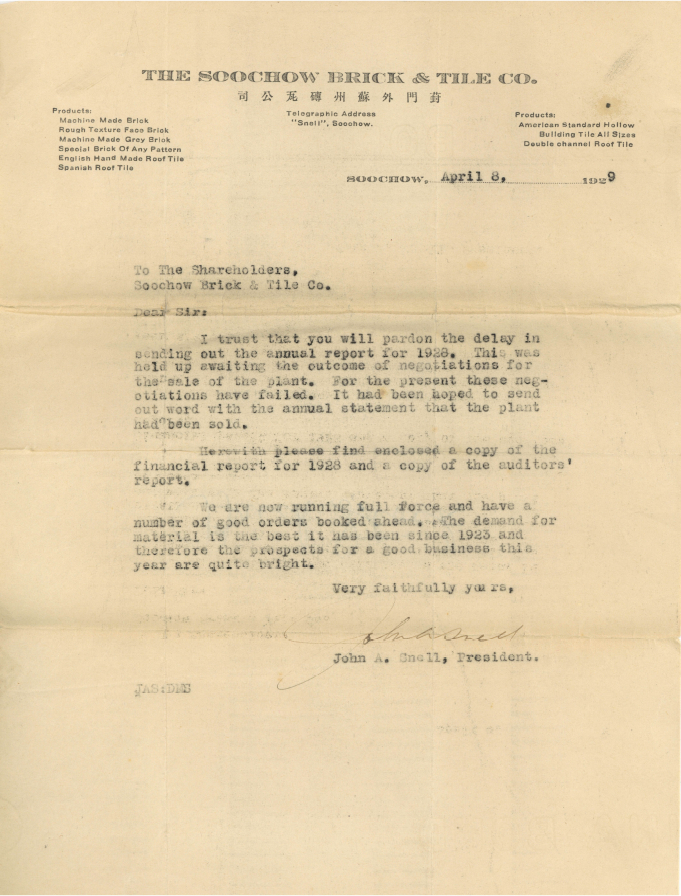 THE SOOCHOW BRICK & TILE CO.
司公瓦磚州蘇外門葑
Telegraphic Address
"Snell", Soochow.
Products:
Machine Made Brick
Rough Texture Face Brick
Machine Made Grey Brick
Special Brick Of Any Pattern
English Hand Made Roof Tile
Spanish Roof Tile
Products:
American Standard Hollow
Building Tile All Sizes
Double channel Roof Tile
SOOCHOW, April 8, 1929
To The Shareholders,
Soochow Brick & Tile Co.
Dear Sir:
I trust that you will pardon the delay in
sending out the annual report for 1928. This was
held up awaiting the outcome of negotiations for
the sale of the plant. For the present these neg-
otiations have failed. It had been hoped to send
out word with the annual statement that the plant
had been sold.
Herewith please find enclosed a copy of the
financial report for 1928 and a copy of the auditors'
report.
We are now running full force and have a
number of good orders booked ahead. The demand for
material is the best it has been since 1923 and
therefore the prospects for a good business this
year are quite bright.
Very faithfully yours,
John A Snell
John A. Snell, President.
JAS:DMS